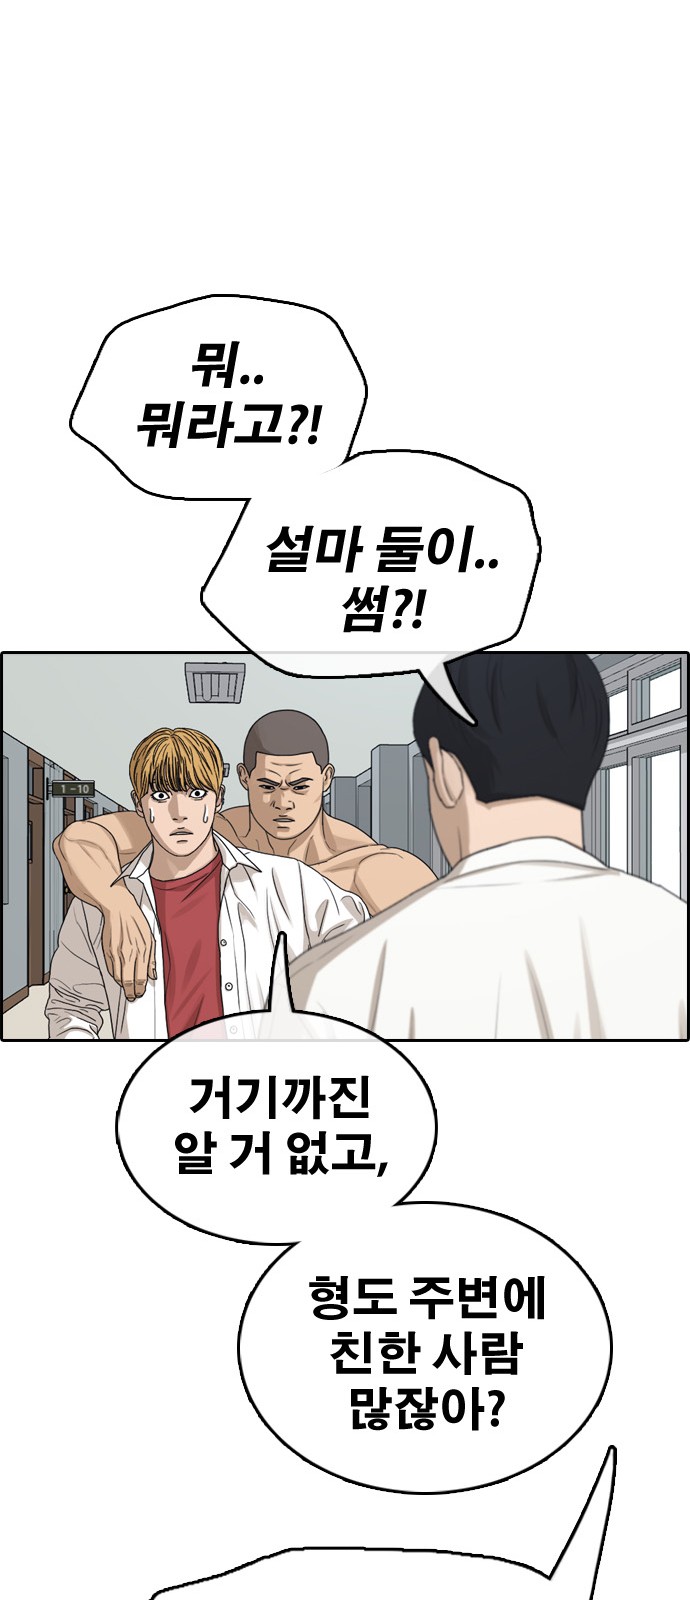 뭐..
뭐라고?!
설마 둘이..
썸?!
1-10
거기까진
알 거 없고,
형도 주변에
친한 사람
많잖아?